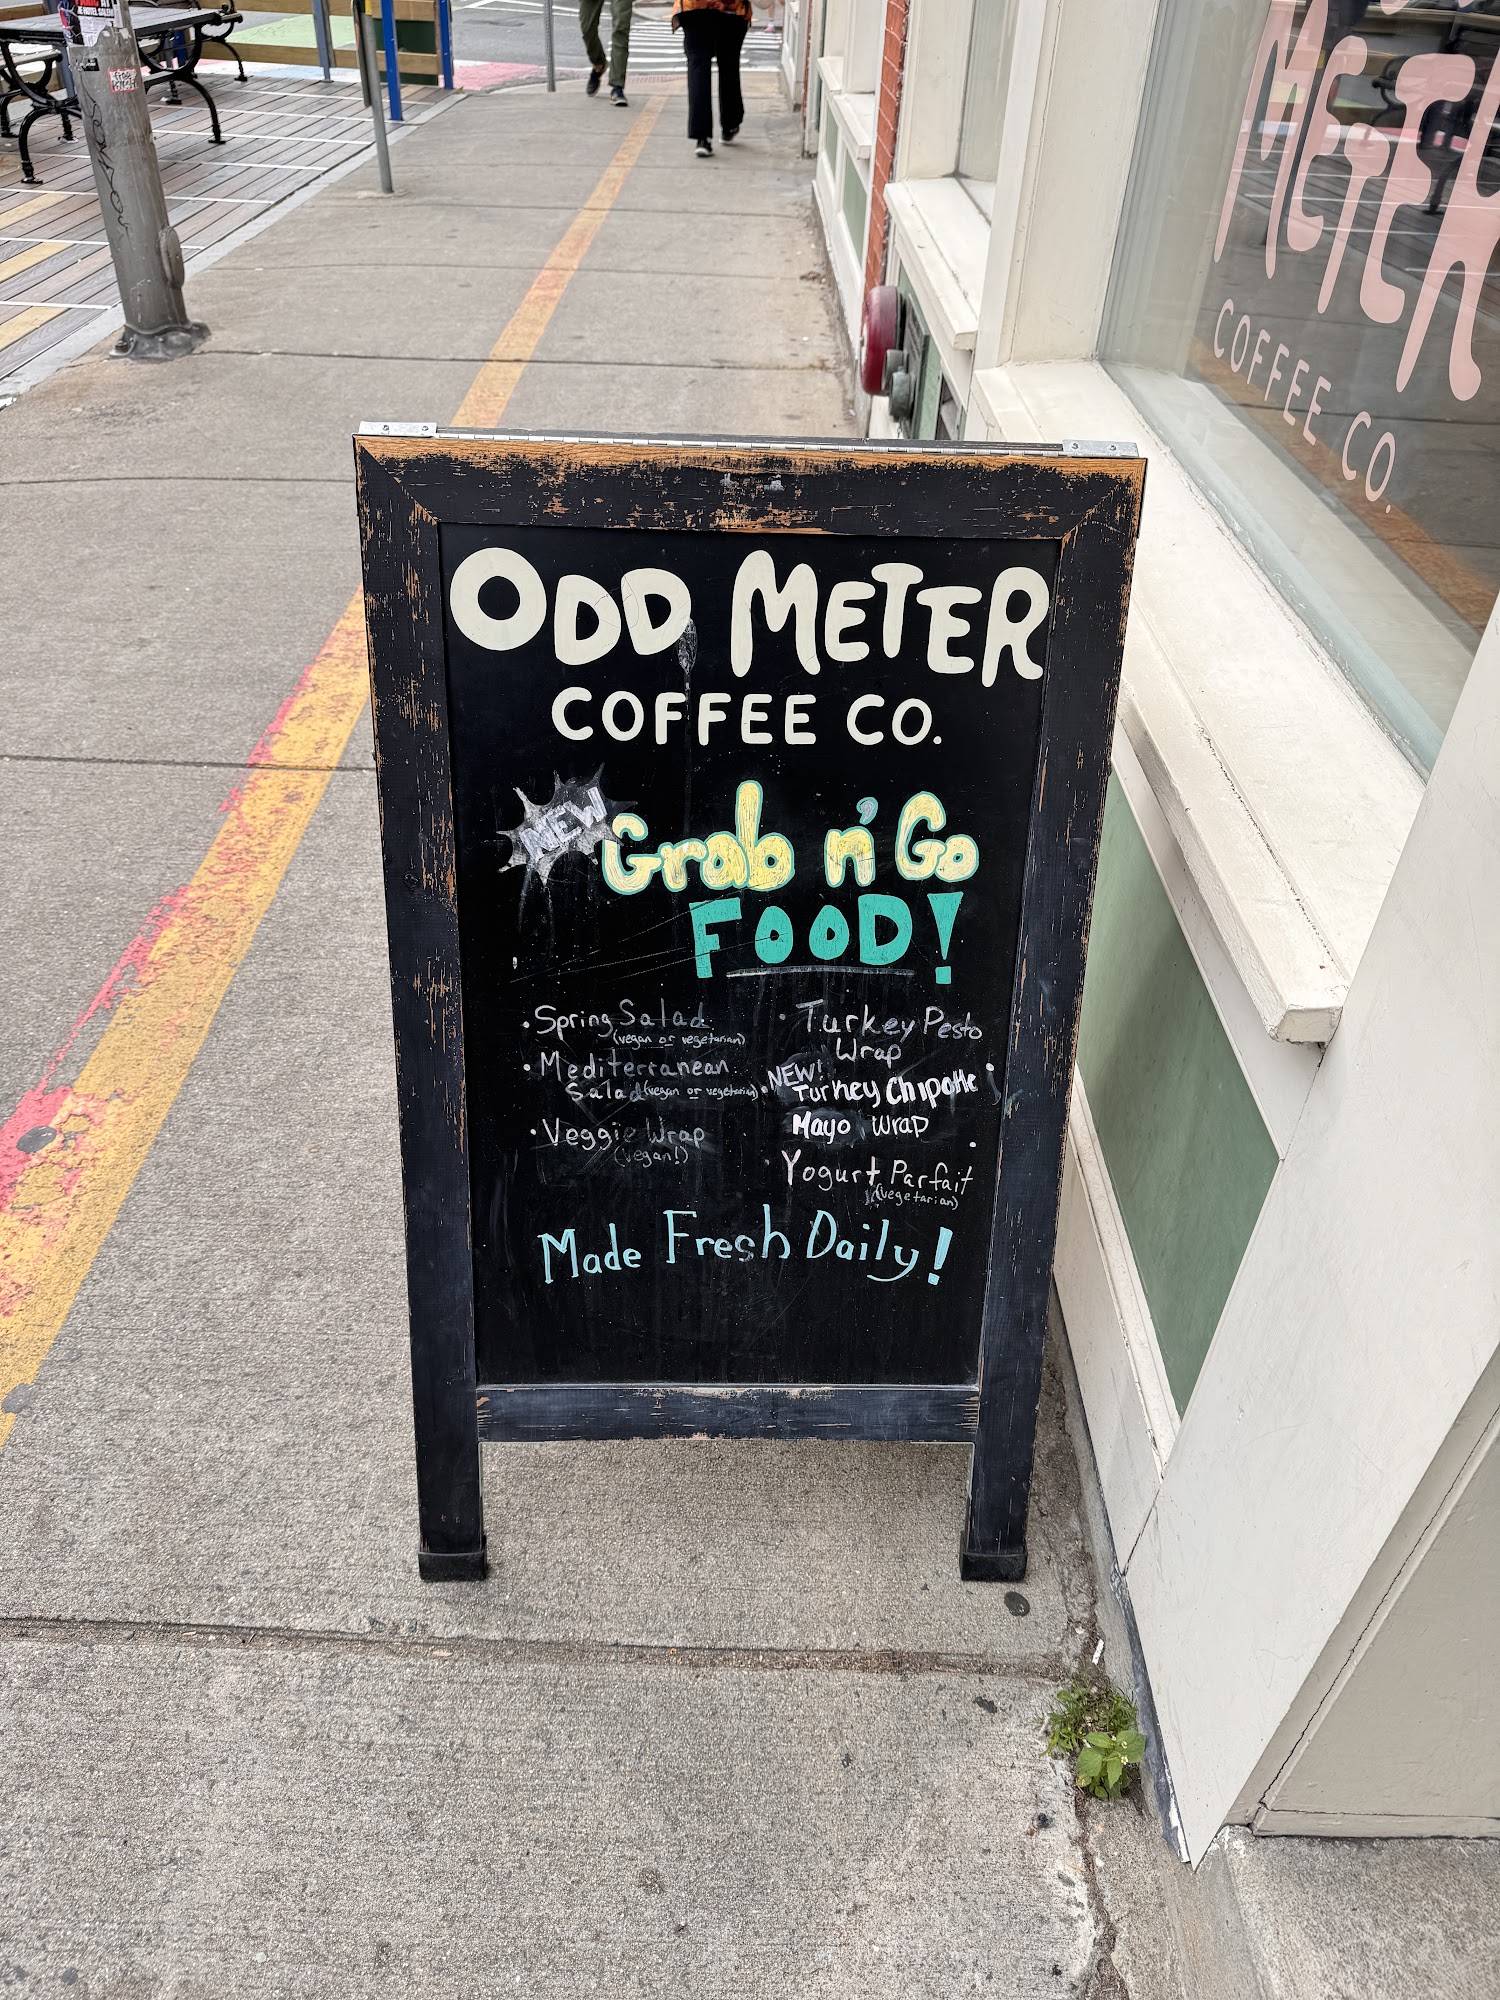 ODD METER
COFFEE CO.
NEW
Grab n' Go
FOOD!
• Spring Salad
(vegan or vegetarian)
• Mediterranean
Salad (vegan or vegetarian)
• Veggie Wrap
(vegan!)
• Turkey Pesto
Wrap
• NEW!
Turkey Chipotle
Mayo Wrap
• Yogurt Parfait
(vegetarian)
Made Fresh Daily!
METER
COFFEE CO.